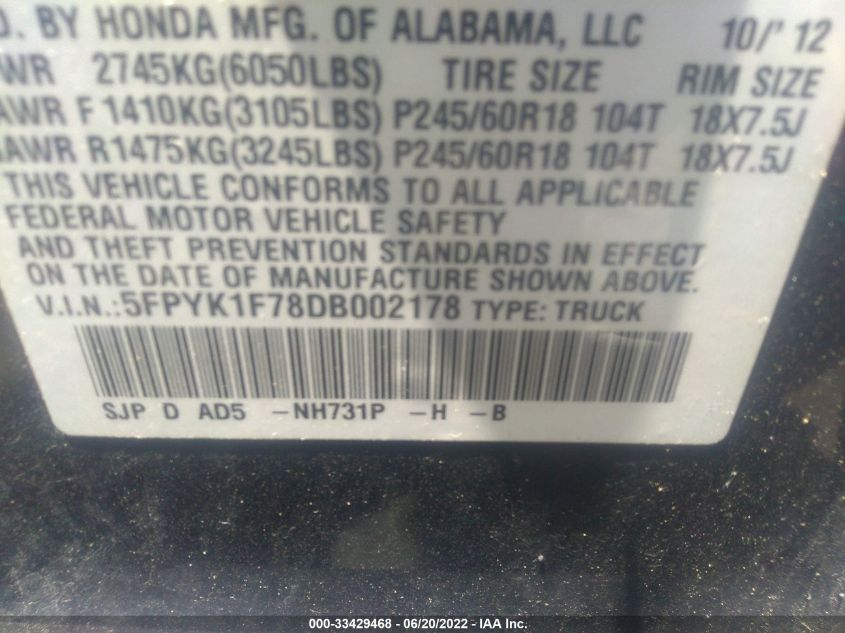 D. BY HONDA MFG. OF ALABAMA, LLC 10/'12
WR 2745KG(6050LBS) TIRE SIZE RIM SIZE
AWR F 1410KG(3105LBS) P245/60R18 104T 18X7.5J
AWR R1475KG(3245LBS) P245/60R18 104T 18X7.5J
THIS VEHICLE CONFORMS TO ALL APPLICABLE
FEDERAL MOTOR VEHICLE SAFETY
AND THEFT PREVENTION STANDARDS IN EFFECT
ON THE DATE OF MANUFACTURE SHOWN ABOVE.
V.I.N.:5FPYK1F78DB002178 TYPE: TRUCK
SJP D AD5 -NH731P -H -B
000-33429468 - 06/20/2022 - IAA Inc.